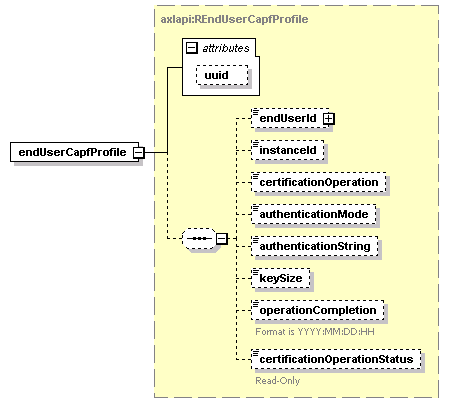 axlapi:REndUserCapfProfile
attributes
uuid
endUserCapfProfile
endUserId
instanceId
certificationOperation
authenticationMode
authenticationString
keySize
operationCompletion
Format is YYYY:MM:DD:HH
certificationOperationStatus
Read-Only